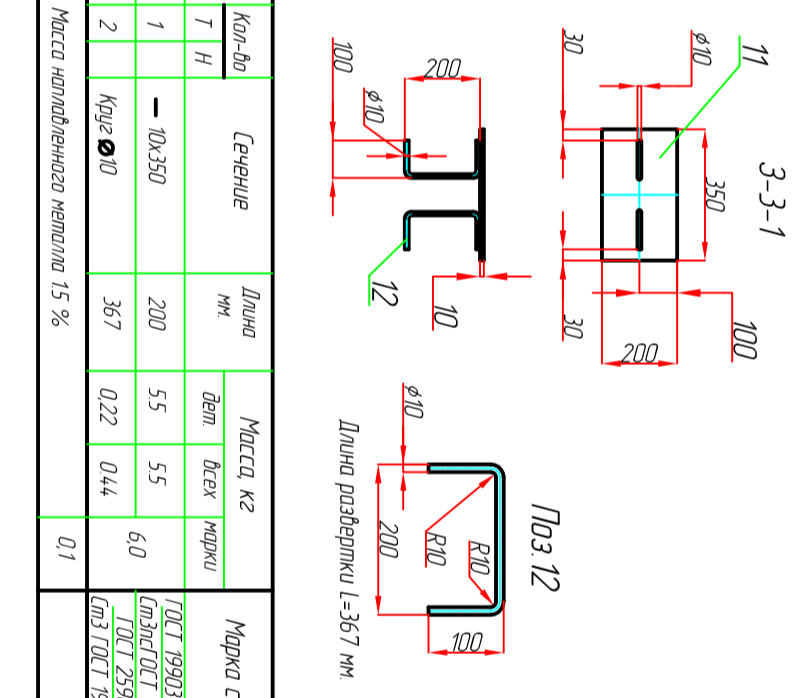 3-3-1
11
ø10
30
350
30
100
200
100
200
ø10
12
10
Поз.12
ø10
R10
R10
200
100
Длина развертки L=367 мм.
Кол-во
Т Н
Сечение
Длина
мм.
Масса, кг
дет. всех марки
Марка с
1 10х350 200 5.5 5.5
2 Круг Ø10 367 0,22 0.44
6,0
ГОСТ 19903
Ст3псГОСТ
ГОСТ 259
Ст3 ГОСТ 19
Масса наплавленного металла 1.5 % 0,1